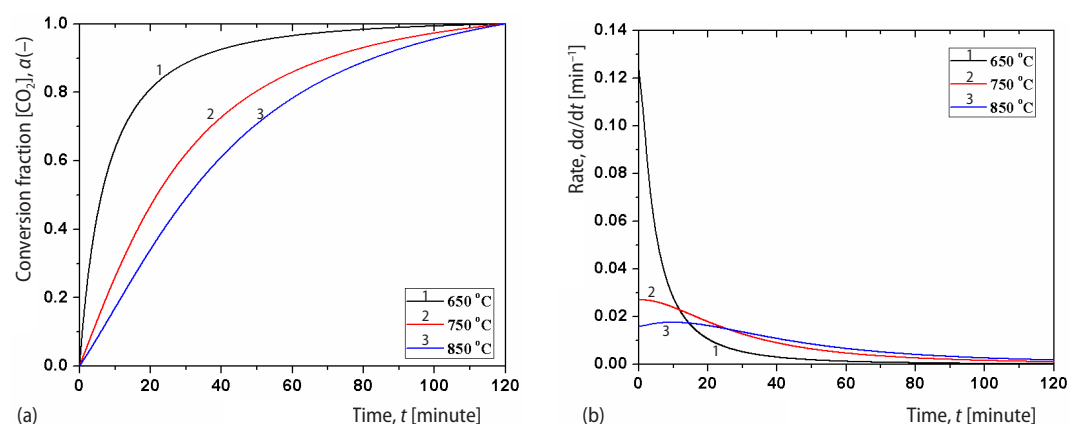 Conversion fraction [CO₂], α(−)
1.0
0.8
0.6
0.4
0.2
0.0
0 20 40 60 80 100 120
1
2
3
1 650 °C
2 750 °C
3 850 °C
(a) Time, t [minute]
Rate, dα/dt [min⁻¹]
0.12
0.10
0.08
0.06
0.04
0.02
0.00
0 20 40 60 80 100 120
2
3
1
1 650 °C
2 750 °C
3 850 °C
(b) Time, t [minute]